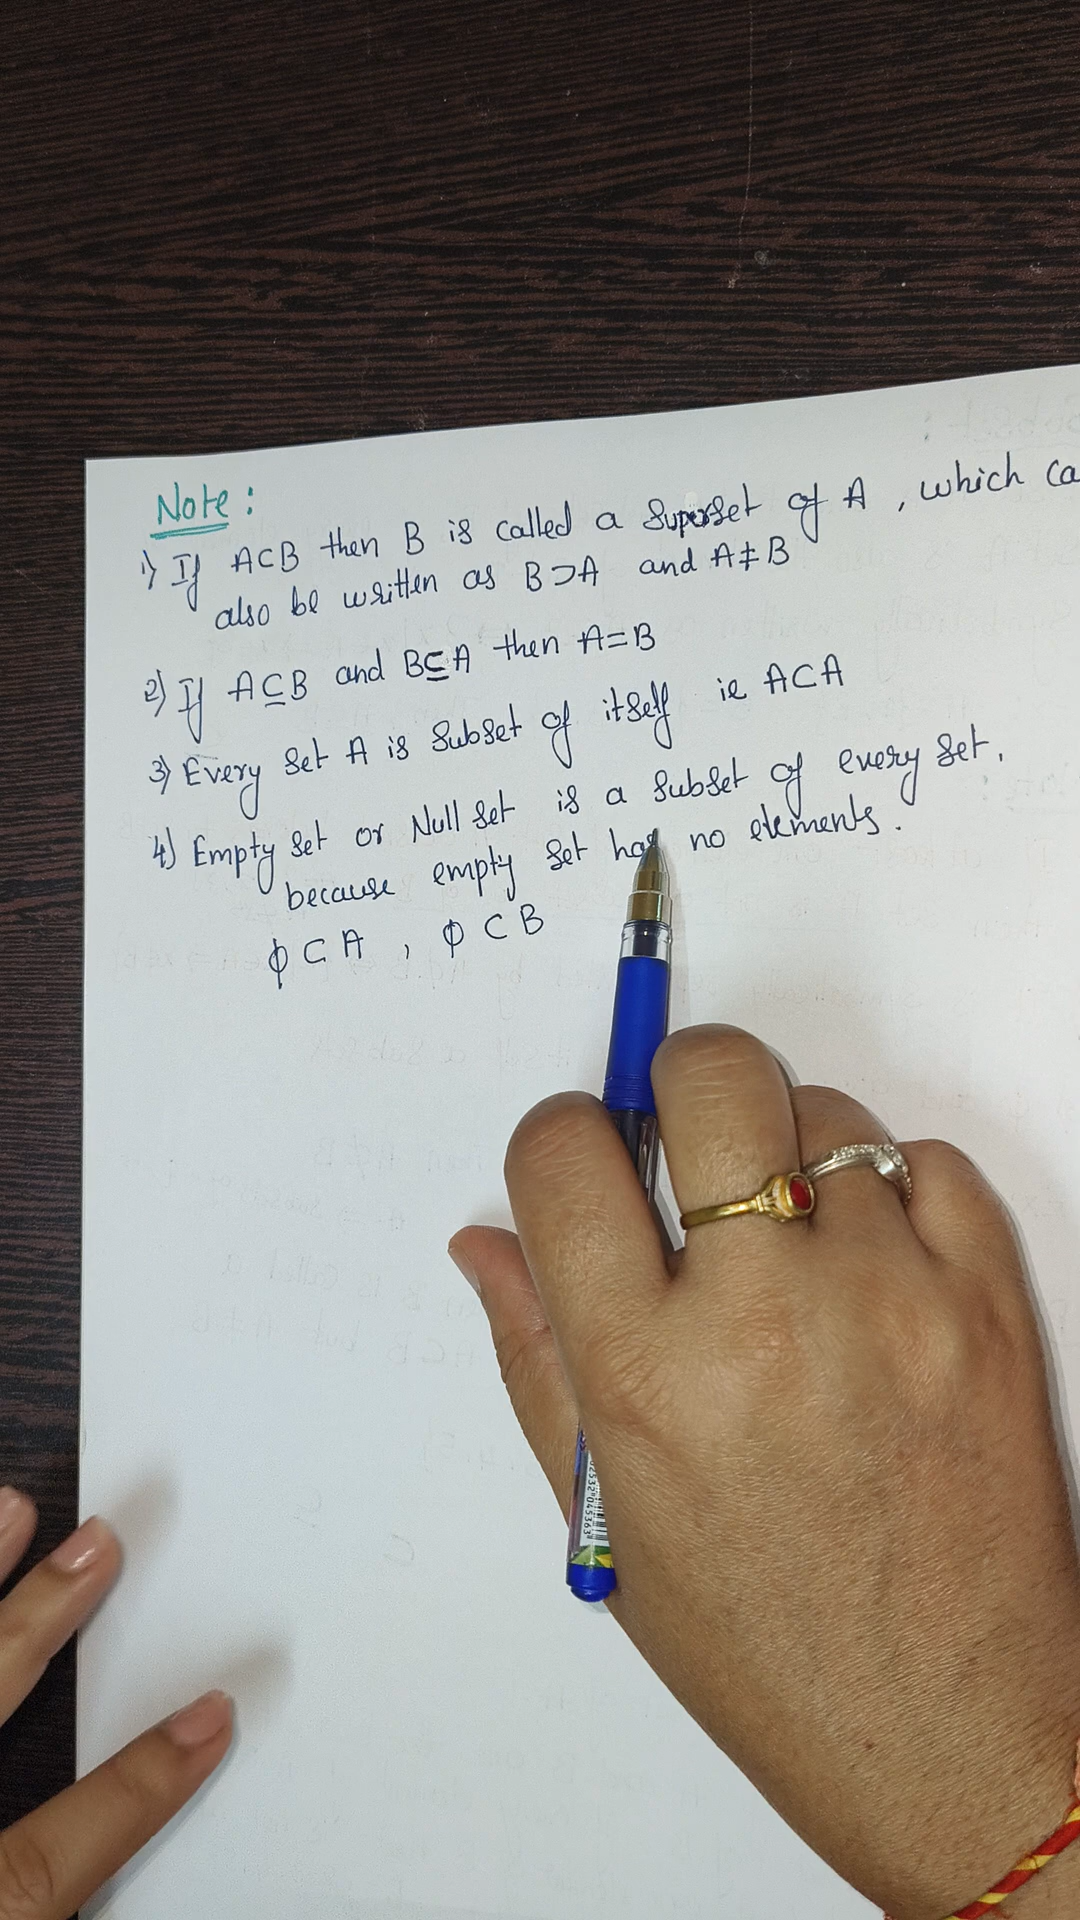 Note:
1) If A⊂B then B is called a Superset of A, which ca
also be written as B⊃A and A≠B
2) If A⊆B and B⊆A then A=B
3) Every Set A is Subset of itself ie A⊂A
4) Empty Set or Null Set is a Subset of every Set.
because empty Set has no elements.
ϕ⊂A, ϕ⊂B